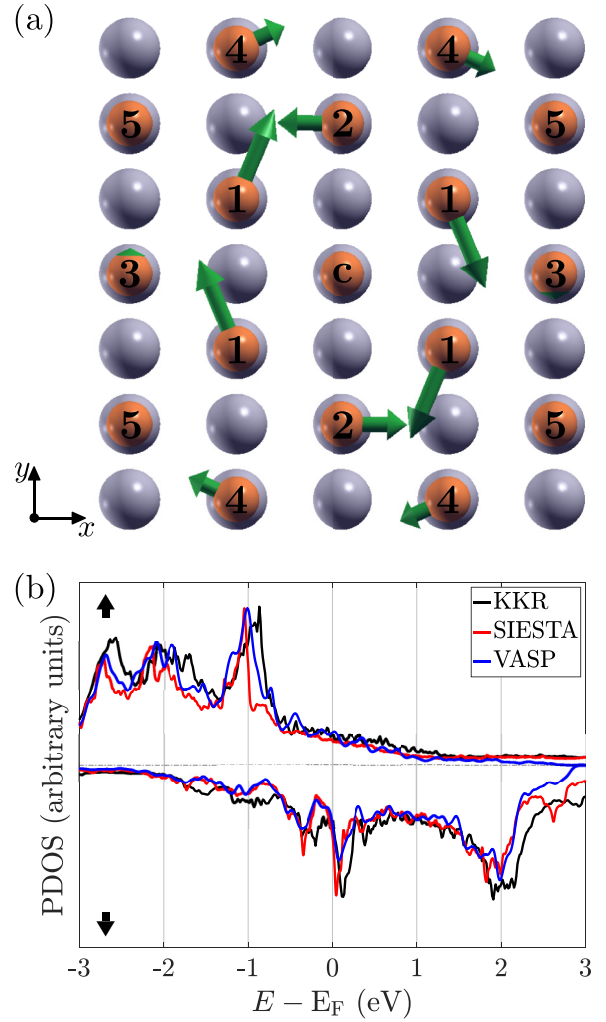 (a)
4 4
5 2 5
1 1
3 c 3
1 1
5 2 5
4 4
y
x
(b)
KKR
SIESTA
VASP
PDOS (arbitrary units)
-3 -2 -1 0 1 2 3
E − E_F (eV)